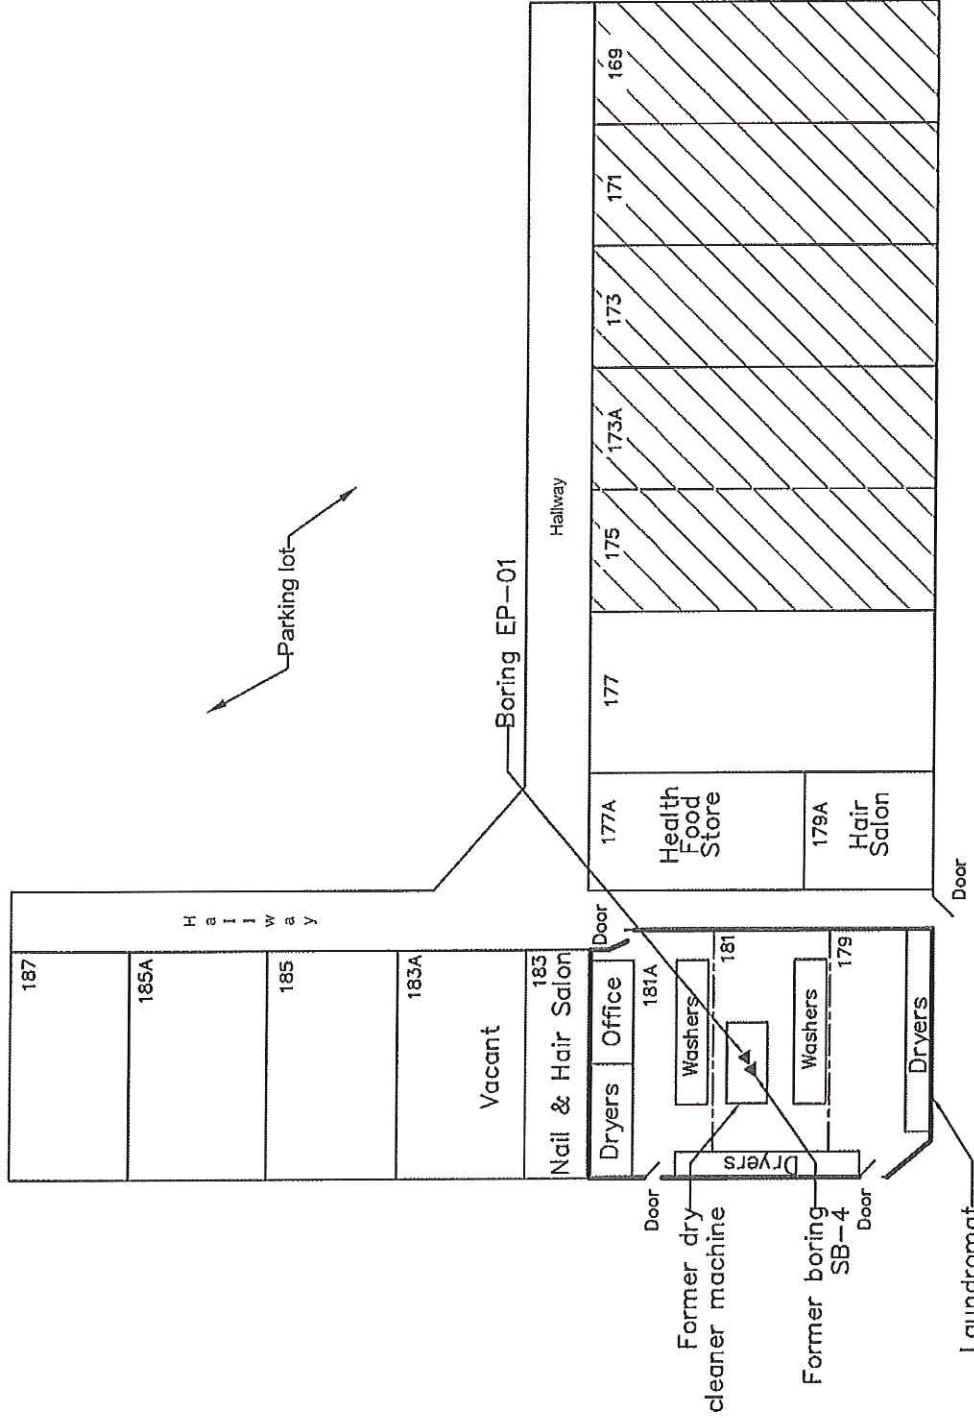 169
171
173
173A
175
177
177A
Health
Food
Store
179A
Hair
Salon
Hallway
Parking lot
Boring EP-01
Hallway
187
185A
185
183A
Vacant
183
Nail & Hair Salon
Door
Door
Office
Dryers
181A
Washers
181
Washers
179
Dryers
Dryers
Door
Door
Former dry
cleaner machine
Former boring
SB-4
Laundromat